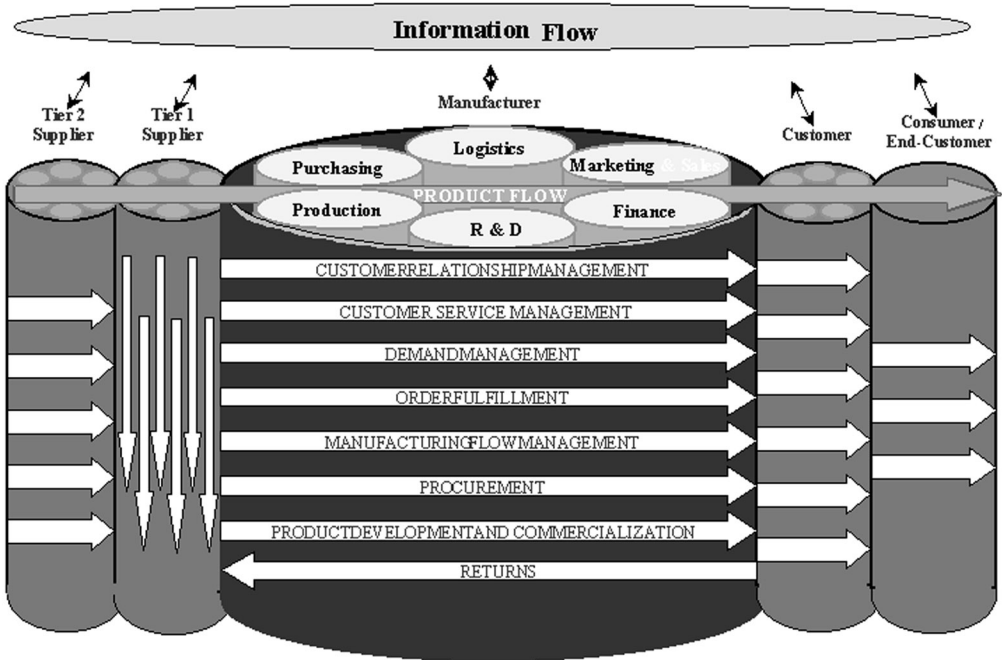 Information Flow
Tier 2
Supplier
Tier 1
Supplier
Manufacturer
Customer
Consumer /
End-Customer
Logistics
Purchasing
Marketing & Sales
PRODUCT FLOW
Production
Finance
R & D
CUSTOMERRELATIONSHIPMANAGEMENT
CUSTOMER SERVICE MANAGEMENT
DEMANDMANAGEMENT
ORDERFULFILLMENT
MANUFACTURINGFLOWMANAGEMENT
PROCUREMENT
PRODUCTDEVELOPMENTAND COMMERCIALIZATION
RETURNS